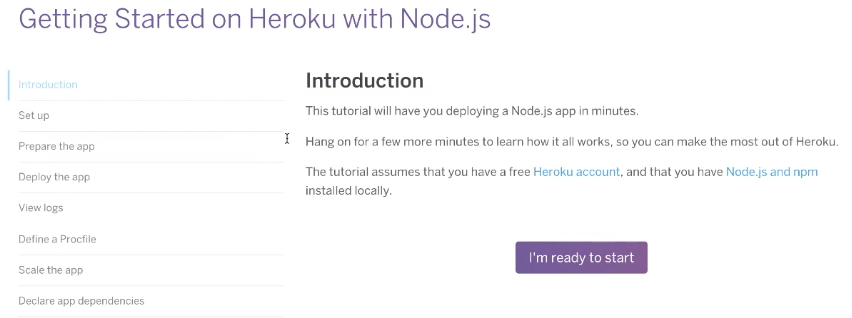 Getting Started on Heroku with Node.js
Introduction
Set up
Prepare the app
Deploy the app
View logs
Define a Procfile
Scale the app
Declare app dependencies
Introduction
This tutorial will have you deploying a Node.js app in minutes.
Hang on for a few more minutes to learn how it all works, so you can make the most out of Heroku.
The tutorial assumes that you have a free Heroku account, and that you have Node.js and npm
installed locally.
I'm ready to start